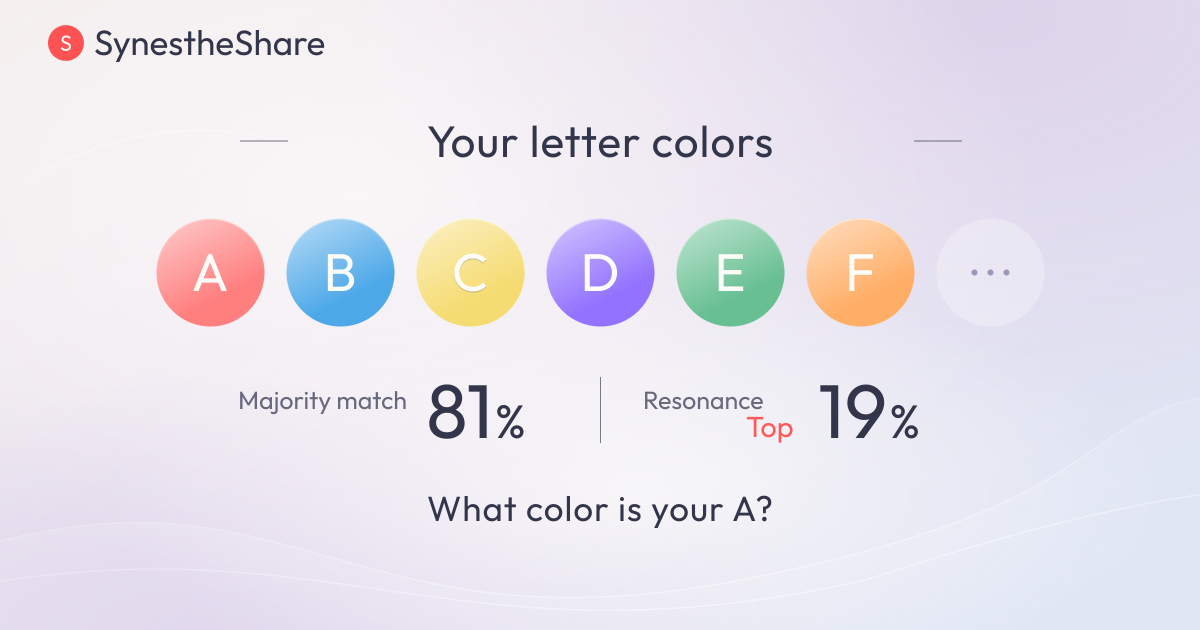 S SynestheShare
Your letter colors
A B C D E F ...
Majority match 81% Resonance Top 19%
What color is your A?